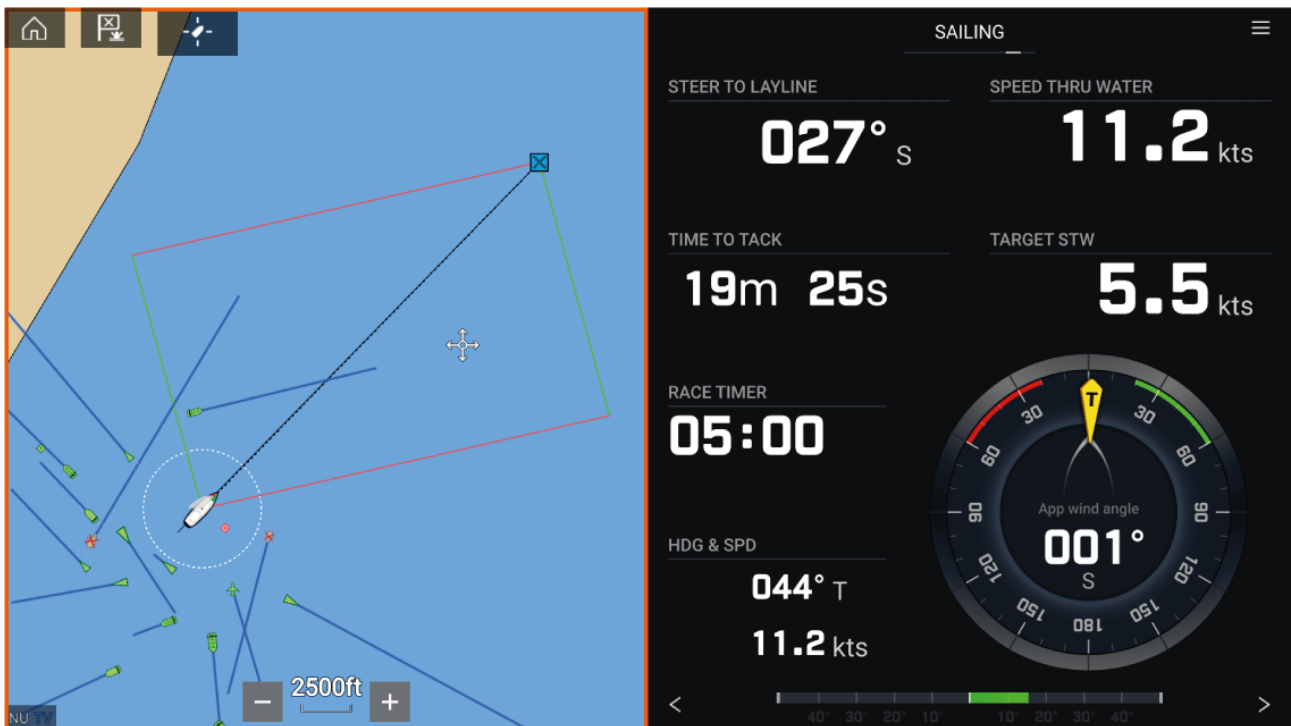 SAILING
STEER TO LAYLINE
027° S
SPEED THRU WATER
11.2 kts
TIME TO TACK
19m 25s
TARGET STW
5.5 kts
RACE TIMER
05:00
HDG & SPD
044° T
11.2 kts
T
30 30
60 60
90 90
120 120
150 150
180
App wind angle
001°
S
2500ft
− +
NU TV
< 40° 30° 20° 10° 10° 20° 30° 40° >